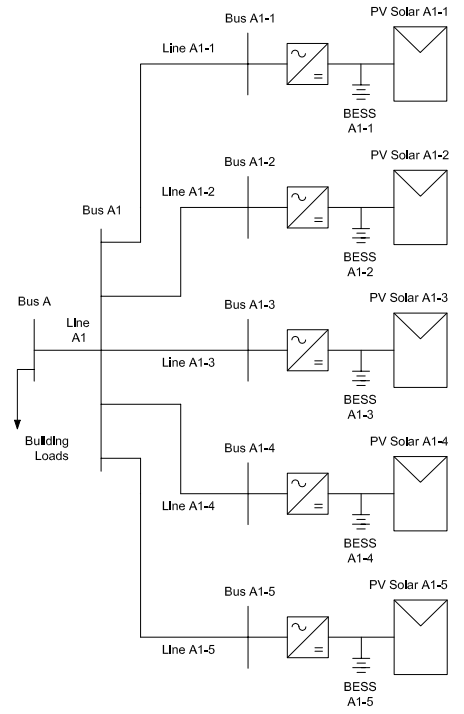 PV Solar A1-1
Bus A1-1
Line A1-1
BESS
A1-1
PV Solar A1-2
Bus A1-2
Line A1-2
BESS
A1-2
Bus A1
PV Solar A1-3
Bus A1-3
Bus A
Line
A1
Line A1-3
BESS
A1-3
Building
Loads
PV Solar A1-4
Bus A1-4
Line A1-4
BESS
A1-4
PV Solar A1-5
Bus A1-5
Line A1-5
BESS
A1-5